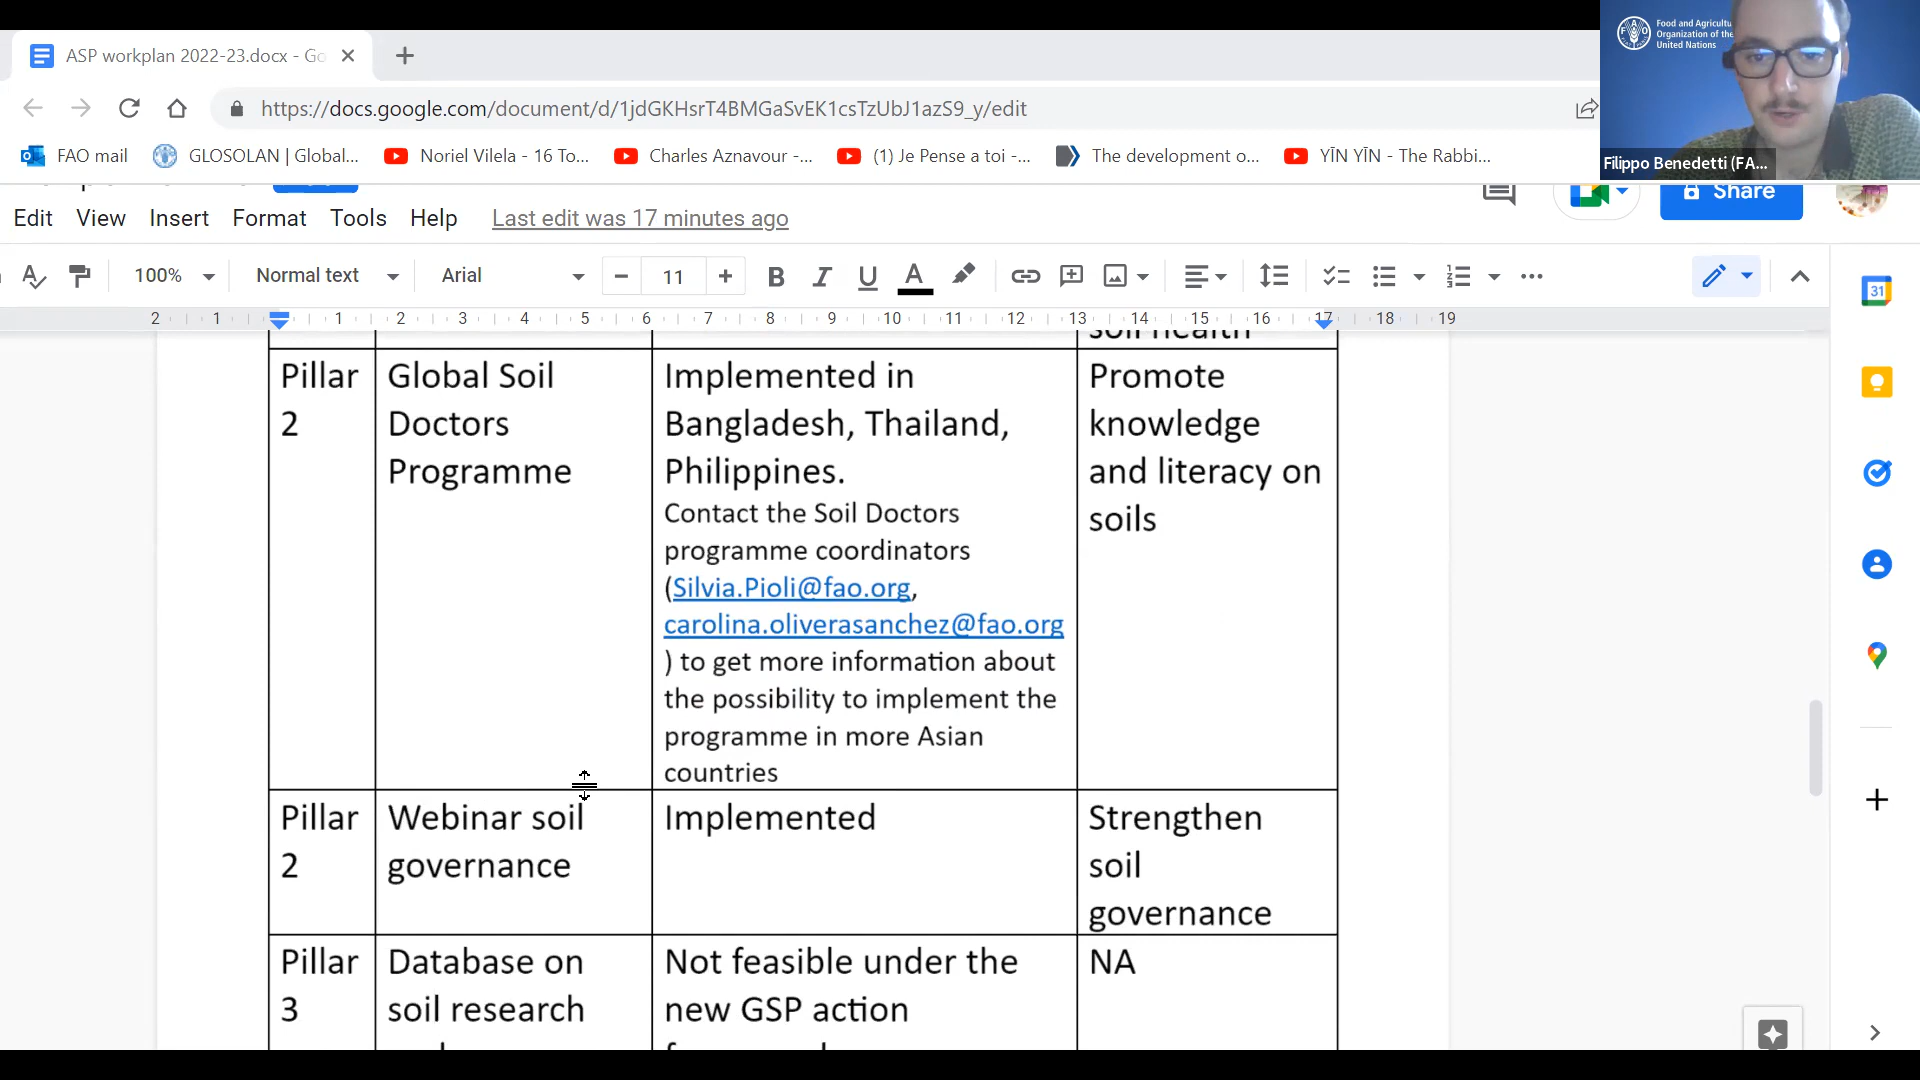 ASP workplan 2022-23.docx - Go
Food and Agricultu
Organization of the
United Nations
https://docs.google.com/document/d/1jdGKHsrT4BMGaSvEK1csTzUbJ1azS9_y/edit
FAO mail
GLOSOLAN | Global...
Noriel Vilela - 16 To...
Charles Aznavour -...
(1) Je Pense a toi -...
The development o...
YĪN YĪN - The Rabbi...
Filippo Benedetti (FA...
Share
Edit View Insert Format Tools Help Last edit was 17 minutes ago
100% Normal text Arial 11
31
2 1 1 2 3 4 5 6 7 8 9 10 11 12 13 14 15 16 17 18 19
soil health
Pillar
2
Global Soil
Doctors
Programme
Implemented in
Bangladesh, Thailand,
Philippines.
Contact the Soil Doctors
programme coordinators
(Silvia.Pioli@fao.org,
carolina.oliverasanchez@fao.org
) to get more information about
the possibility to implement the
programme in more Asian
countries
Promote
knowledge
and literacy on
soils
Pillar
2
Webinar soil
governance
Implemented
Strengthen
soil
governance
Pillar
3
Database on
soil research
Not feasible under the
new GSP action
NA